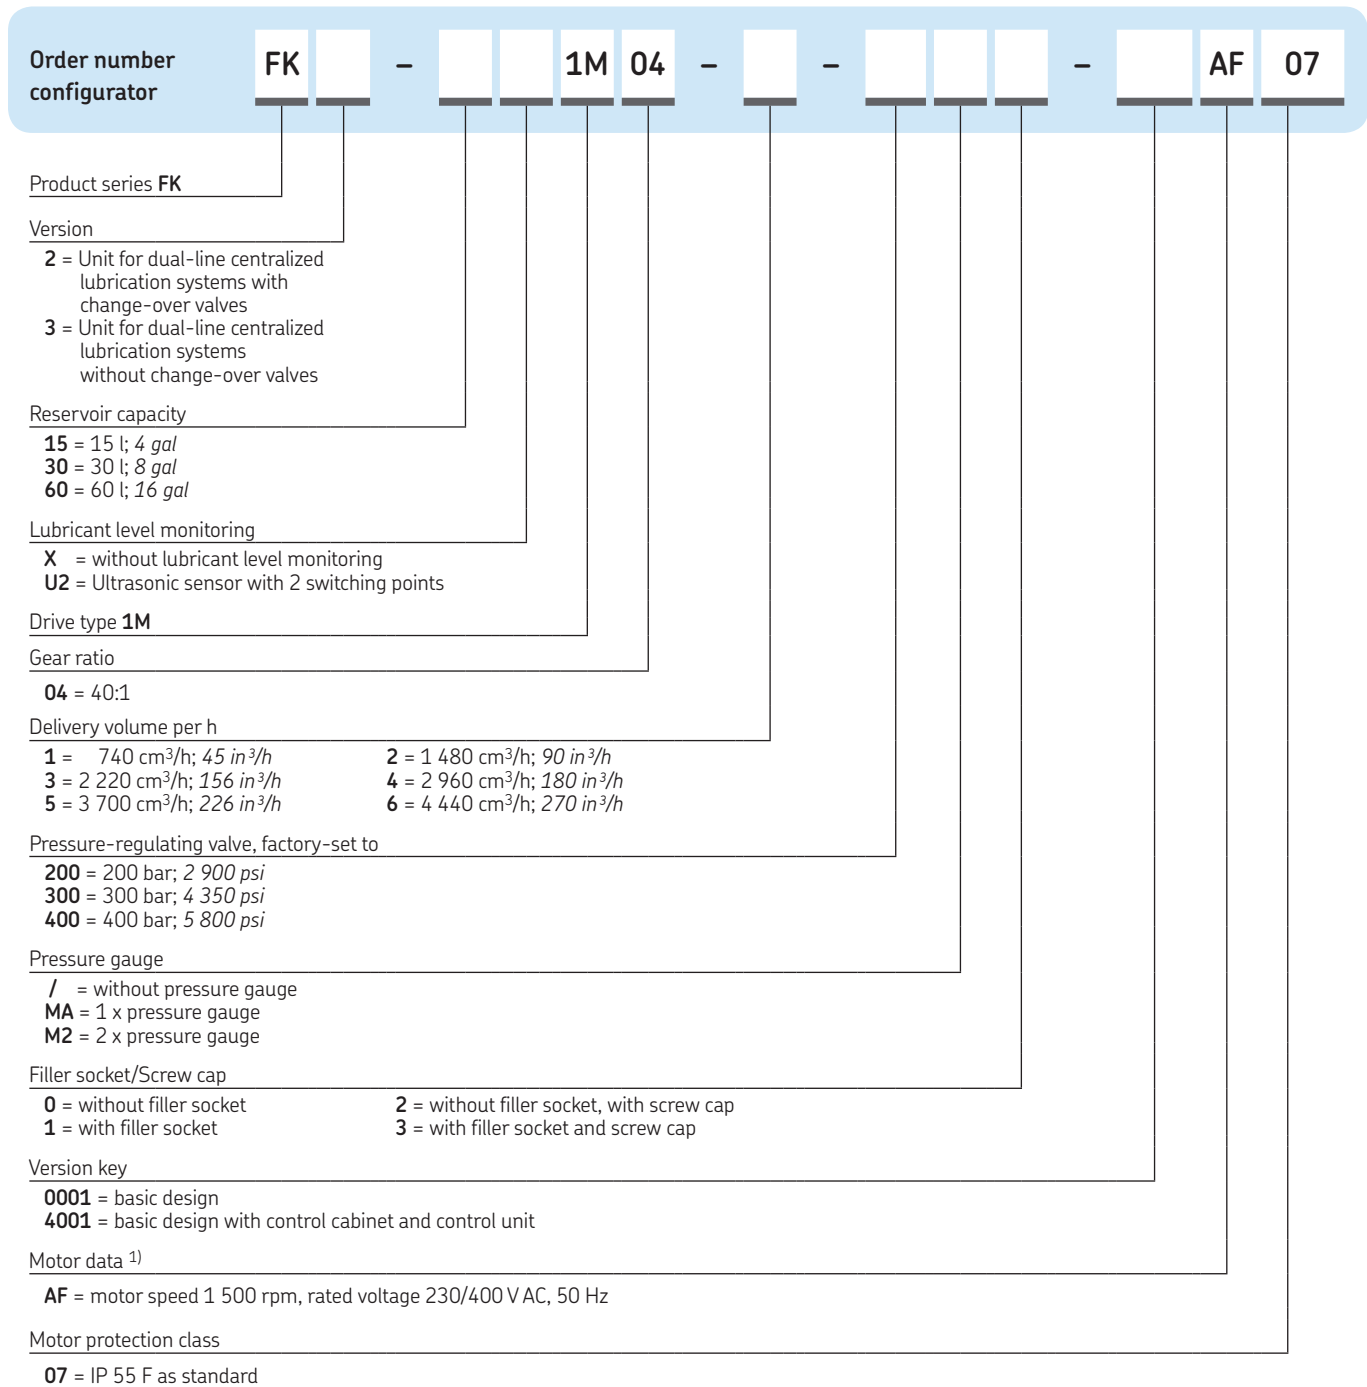 Order number
configurator
FK – 1M 04 – – – AF 07
Product series FK
Version
2 = Unit for dual-line centralized
lubrication systems with
change-over valves
3 = Unit for dual-line centralized
lubrication systems
without change-over valves
Reservoir capacity
15 = 15 l; 4 gal
30 = 30 l; 8 gal
60 = 60 l; 16 gal
Lubricant level monitoring
X = without lubricant level monitoring
U2 = Ultrasonic sensor with 2 switching points
Drive type 1M
Gear ratio
04 = 40:1
Delivery volume per h
1 = 740 cm³/h; 45 in³/h 2 = 1 480 cm³/h; 90 in³/h
3 = 2 220 cm³/h; 156 in³/h 4 = 2 960 cm³/h; 180 in³/h
5 = 3 700 cm³/h; 226 in³/h 6 = 4 440 cm³/h; 270 in³/h
Pressure-regulating valve, factory-set to
200 = 200 bar; 2 900 psi
300 = 300 bar; 4 350 psi
400 = 400 bar; 5 800 psi
Pressure gauge
/ = without pressure gauge
MA = 1 x pressure gauge
M2 = 2 x pressure gauge
Filler socket/Screw cap
0 = without filler socket 2 = without filler socket, with screw cap
1 = with filler socket 3 = with filler socket and screw cap
Version key
0001 = basic design
4001 = basic design with control cabinet and control unit
Motor data 1)
AF = motor speed 1 500 rpm, rated voltage 230/400 V AC, 50 Hz
Motor protection class
07 = IP 55 F as standard